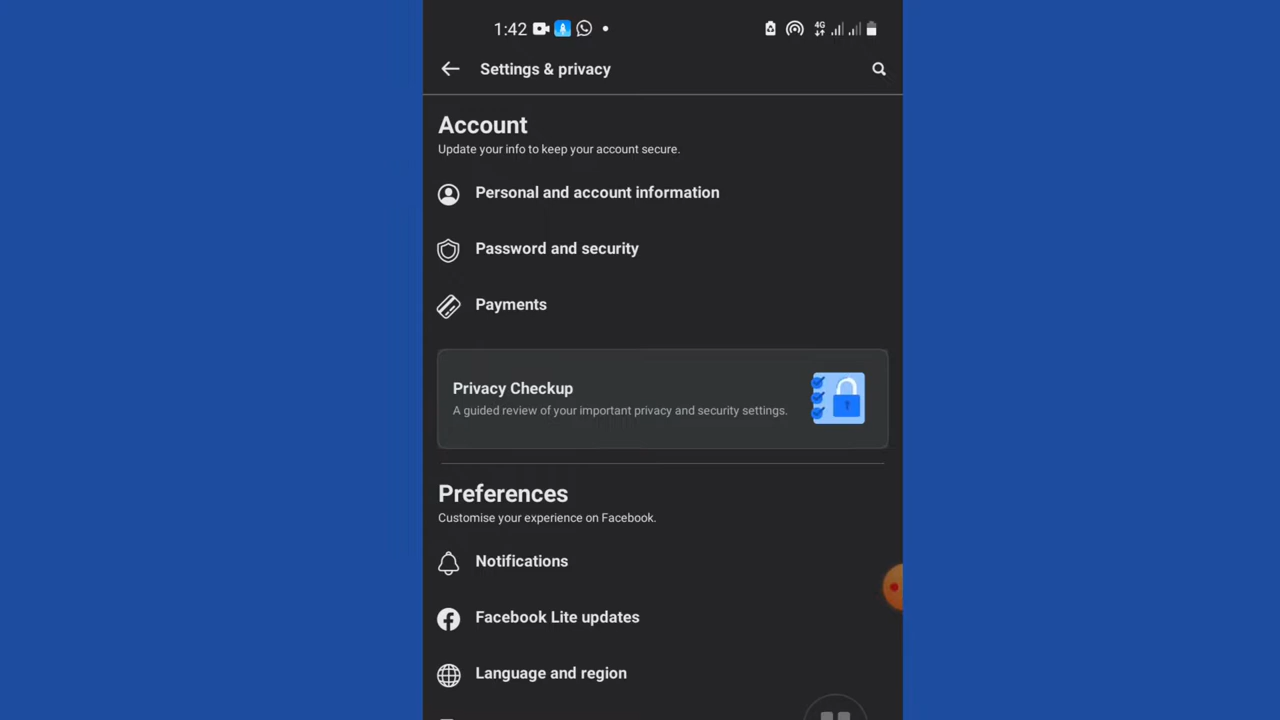 1:42
4G
Settings & privacy
Account
Update your info to keep your account secure.
Personal and account information
Password and security
Payments
Privacy Checkup
A guided review of your important privacy and security settings.
Preferences
Customise your experience on Facebook.
Notifications
Facebook Lite updates
Language and region